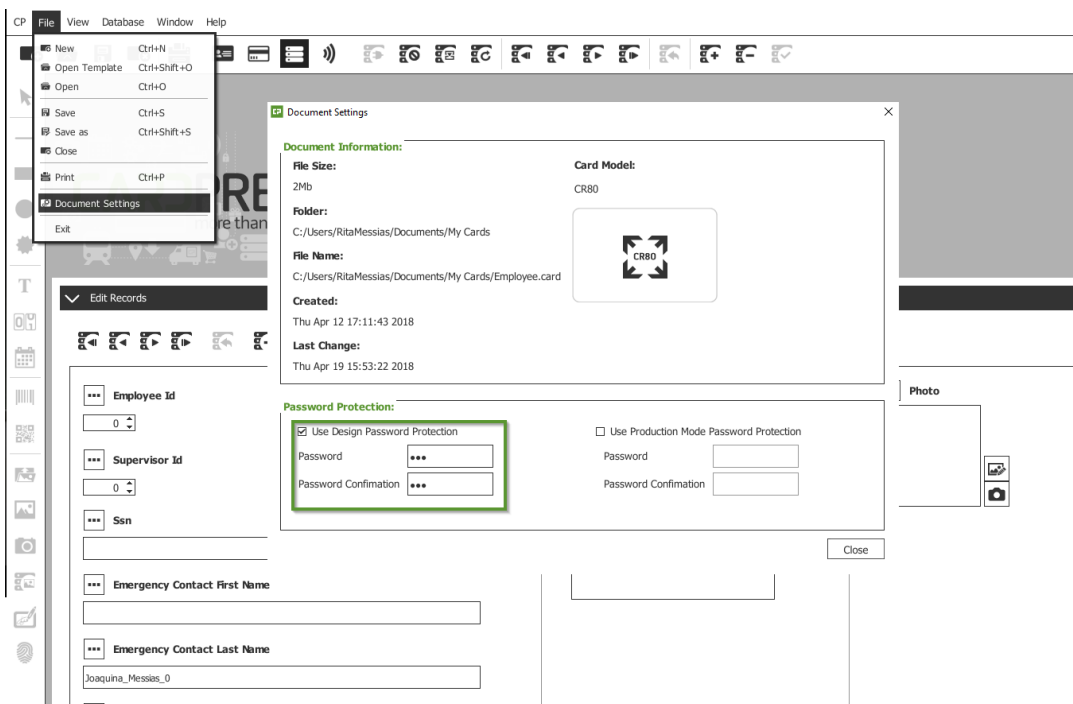 CP File View Database Window Help
New Ctrl+N
Open Template Ctrl+Shift+O
Open Ctrl+O
Save Ctrl+S
Save as Ctrl+Shift+S
Close
Print Ctrl+P
Document Settings
Exit
PRE
more than
CP Document Settings
Document Information:
File Size:
2Mb
Folder:
C:/Users/RitaMessias/Documents/My Cards
File Name:
C:/Users/RitaMessias/Documents/My Cards/Employee.card
Created:
Thu Apr 12 17:11:43 2018
Last Change:
Thu Apr 19 15:53:22 2018
Card Model:
CR80
CR80
Password Protection:
Use Design Password Protection
Password •••
Password Confimation •••
Use Production Mode Password Protection
Password
Password Confimation
Close
Edit Records
Employee Id
0
Supervisor Id
0
Ssn
Emergency Contact First Name
Emergency Contact Last Name
Joaquina_Messias_0
Photo